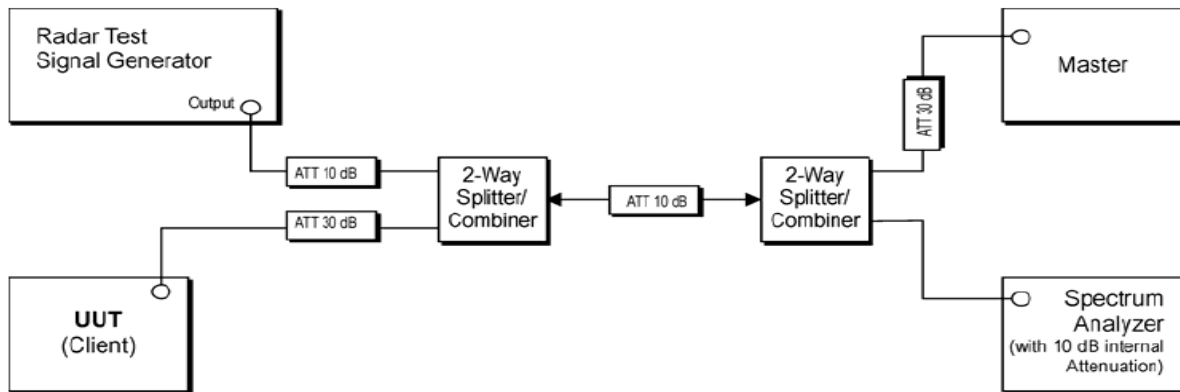 Radar Test
Signal Generator
Output
ATT 10 dB
2-Way
Splitter/
Combiner
ATT 30 dB
UUT
(Client)
ATT 10 dB
2-Way
Splitter/
Combiner
ATT 30 dB
Master
Spectrum
Analyzer
(with 10 dB internal
Attenuation)